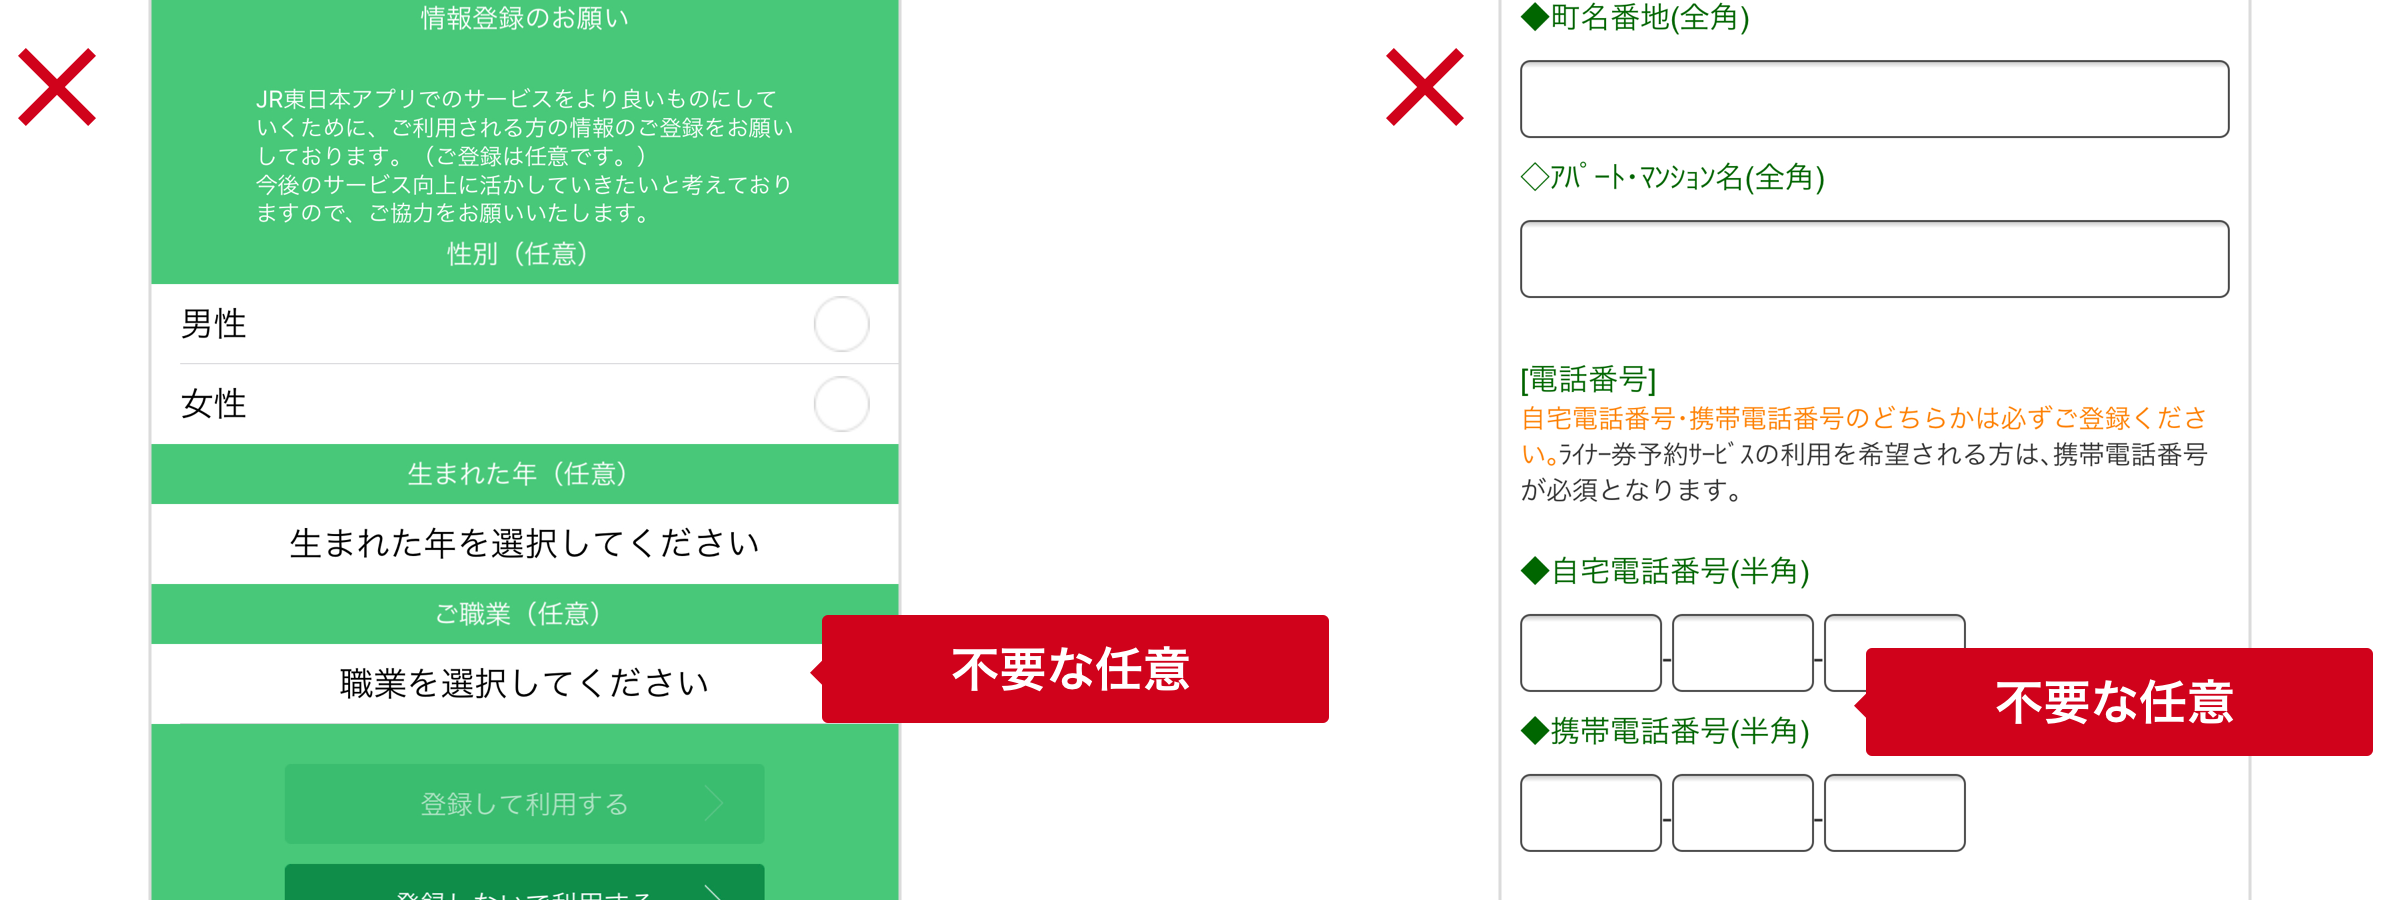 情報登録のお願い
JR東日本アプリでのサービスをより良いものにして
いくために、ご利用される方の情報のご登録をお願い
しております。（ご登録は任意です。）
今後のサービス向上に活かしていきたいと考えており
ますので、ご協力をお願いいたします。
性別（任意）
男性
女性
生まれた年（任意）
生まれた年を選択してください
ご職業（任意）
職業を選択してください
不要な任意
登録して利用する
登録しないで利用する
◆町名番地(全角)
◇ｱﾊﾟｰﾄ･ﾏﾝｼｮﾝ名(全角)
[電話番号]
自宅電話番号･携帯電話番号のどちらかは必ずご登録くださ
い｡ﾗｲﾅｰ券予約ｻｰﾋﾞｽの利用を希望される方は､携帯電話番号
が必須となります。
◆自宅電話番号(半角)
- -
不要な任意
◆携帯電話番号(半角)
- -